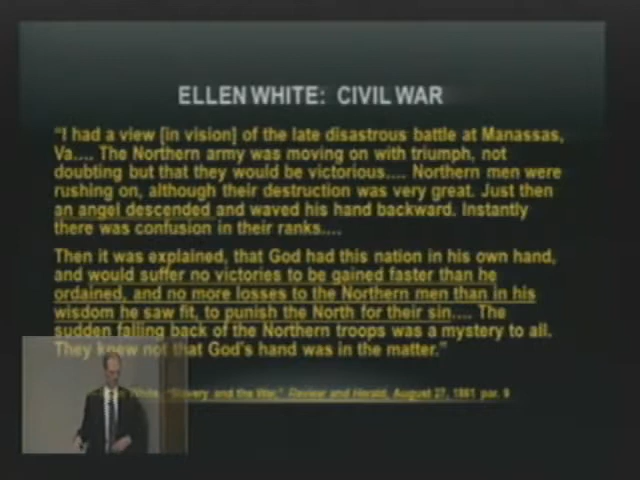 ELLEN WHITE: CIVIL WAR
"I had a view [in vision] of the late disastrous battle at Manassas,
Va.... The Northern army was moving on with triumph, not
doubting but that they would be victorious.... Northern men were
rushing on, although their destruction was very great. Just then
an angel descended and waved his hand backward. Instantly
there was confusion in their ranks....
Then it was explained, that God had this nation in his own hand,
and would suffer no victories to be gained faster than he
ordained, and no more losses to the Northern men than in his
wisdom he saw fit, to punish the North for their sin.... The
sudden falling back of the Northern troops was a mystery to all.
They knew not that God's hand was in the matter."
White, "Slavery and the War," Review and Herald, August 27, 1861 par. 9